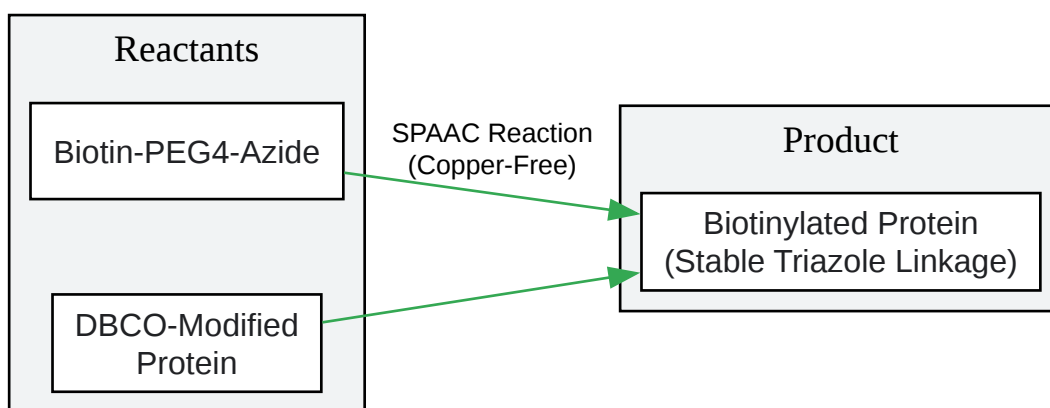 Reactants
Biotin-PEG4-Azide
DBCO-Modified
Protein
SPAAC Reaction
(Copper-Free)
Product
Biotinylated Protein
(Stable Triazole Linkage)